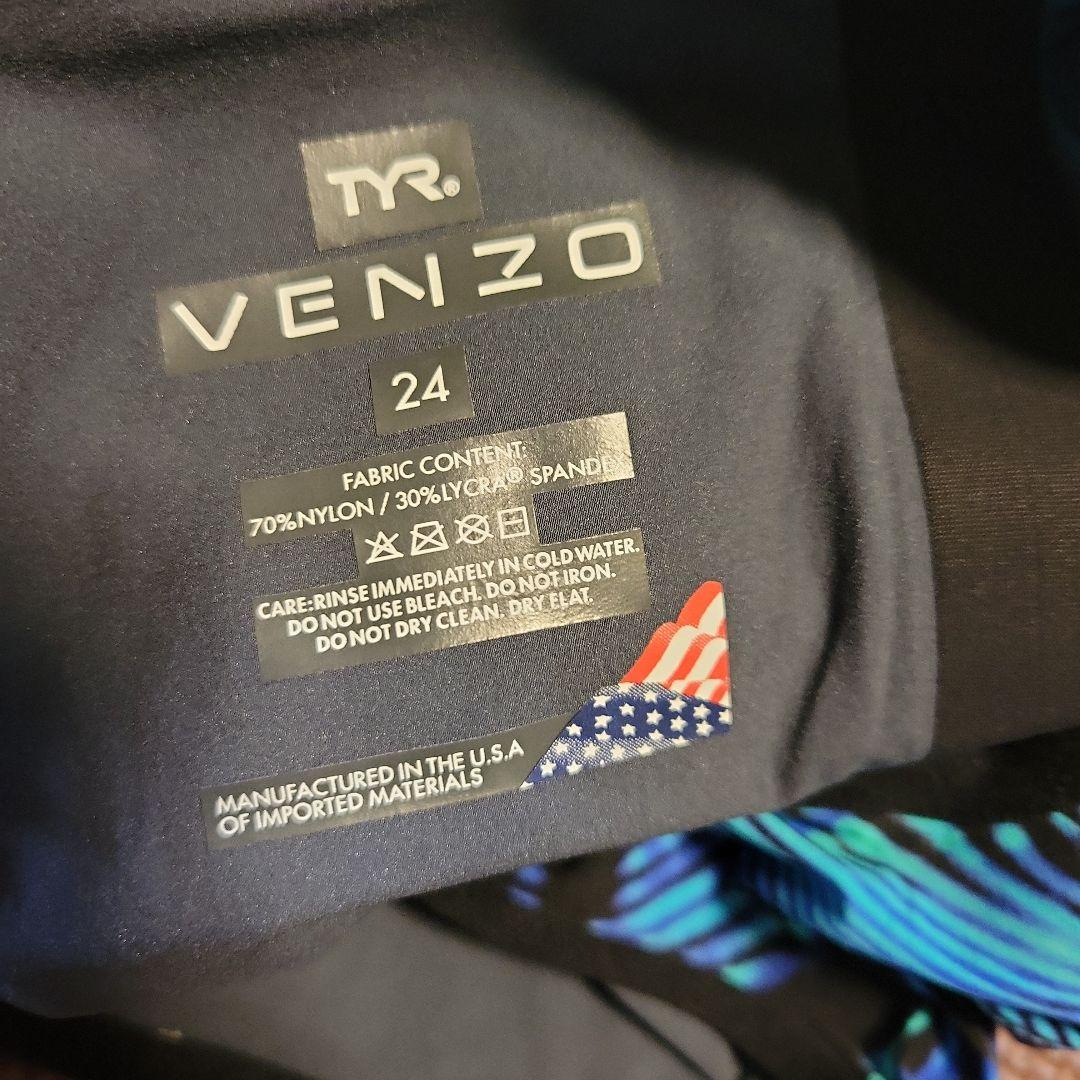 TYR®
VENZO
24
FABRIC CONTENT:
70%NYLON / 30%LYCRA®
CARE:RINSE IMMEDIATELY IN COLD WATER.
DO NOT USE BLEACH. DO NOT IRON.
DO NOT DRY CLEAN. DRY FLAT.
MANUFACTURED IN THE U.S.A
OF IMPORTED MATERIALS